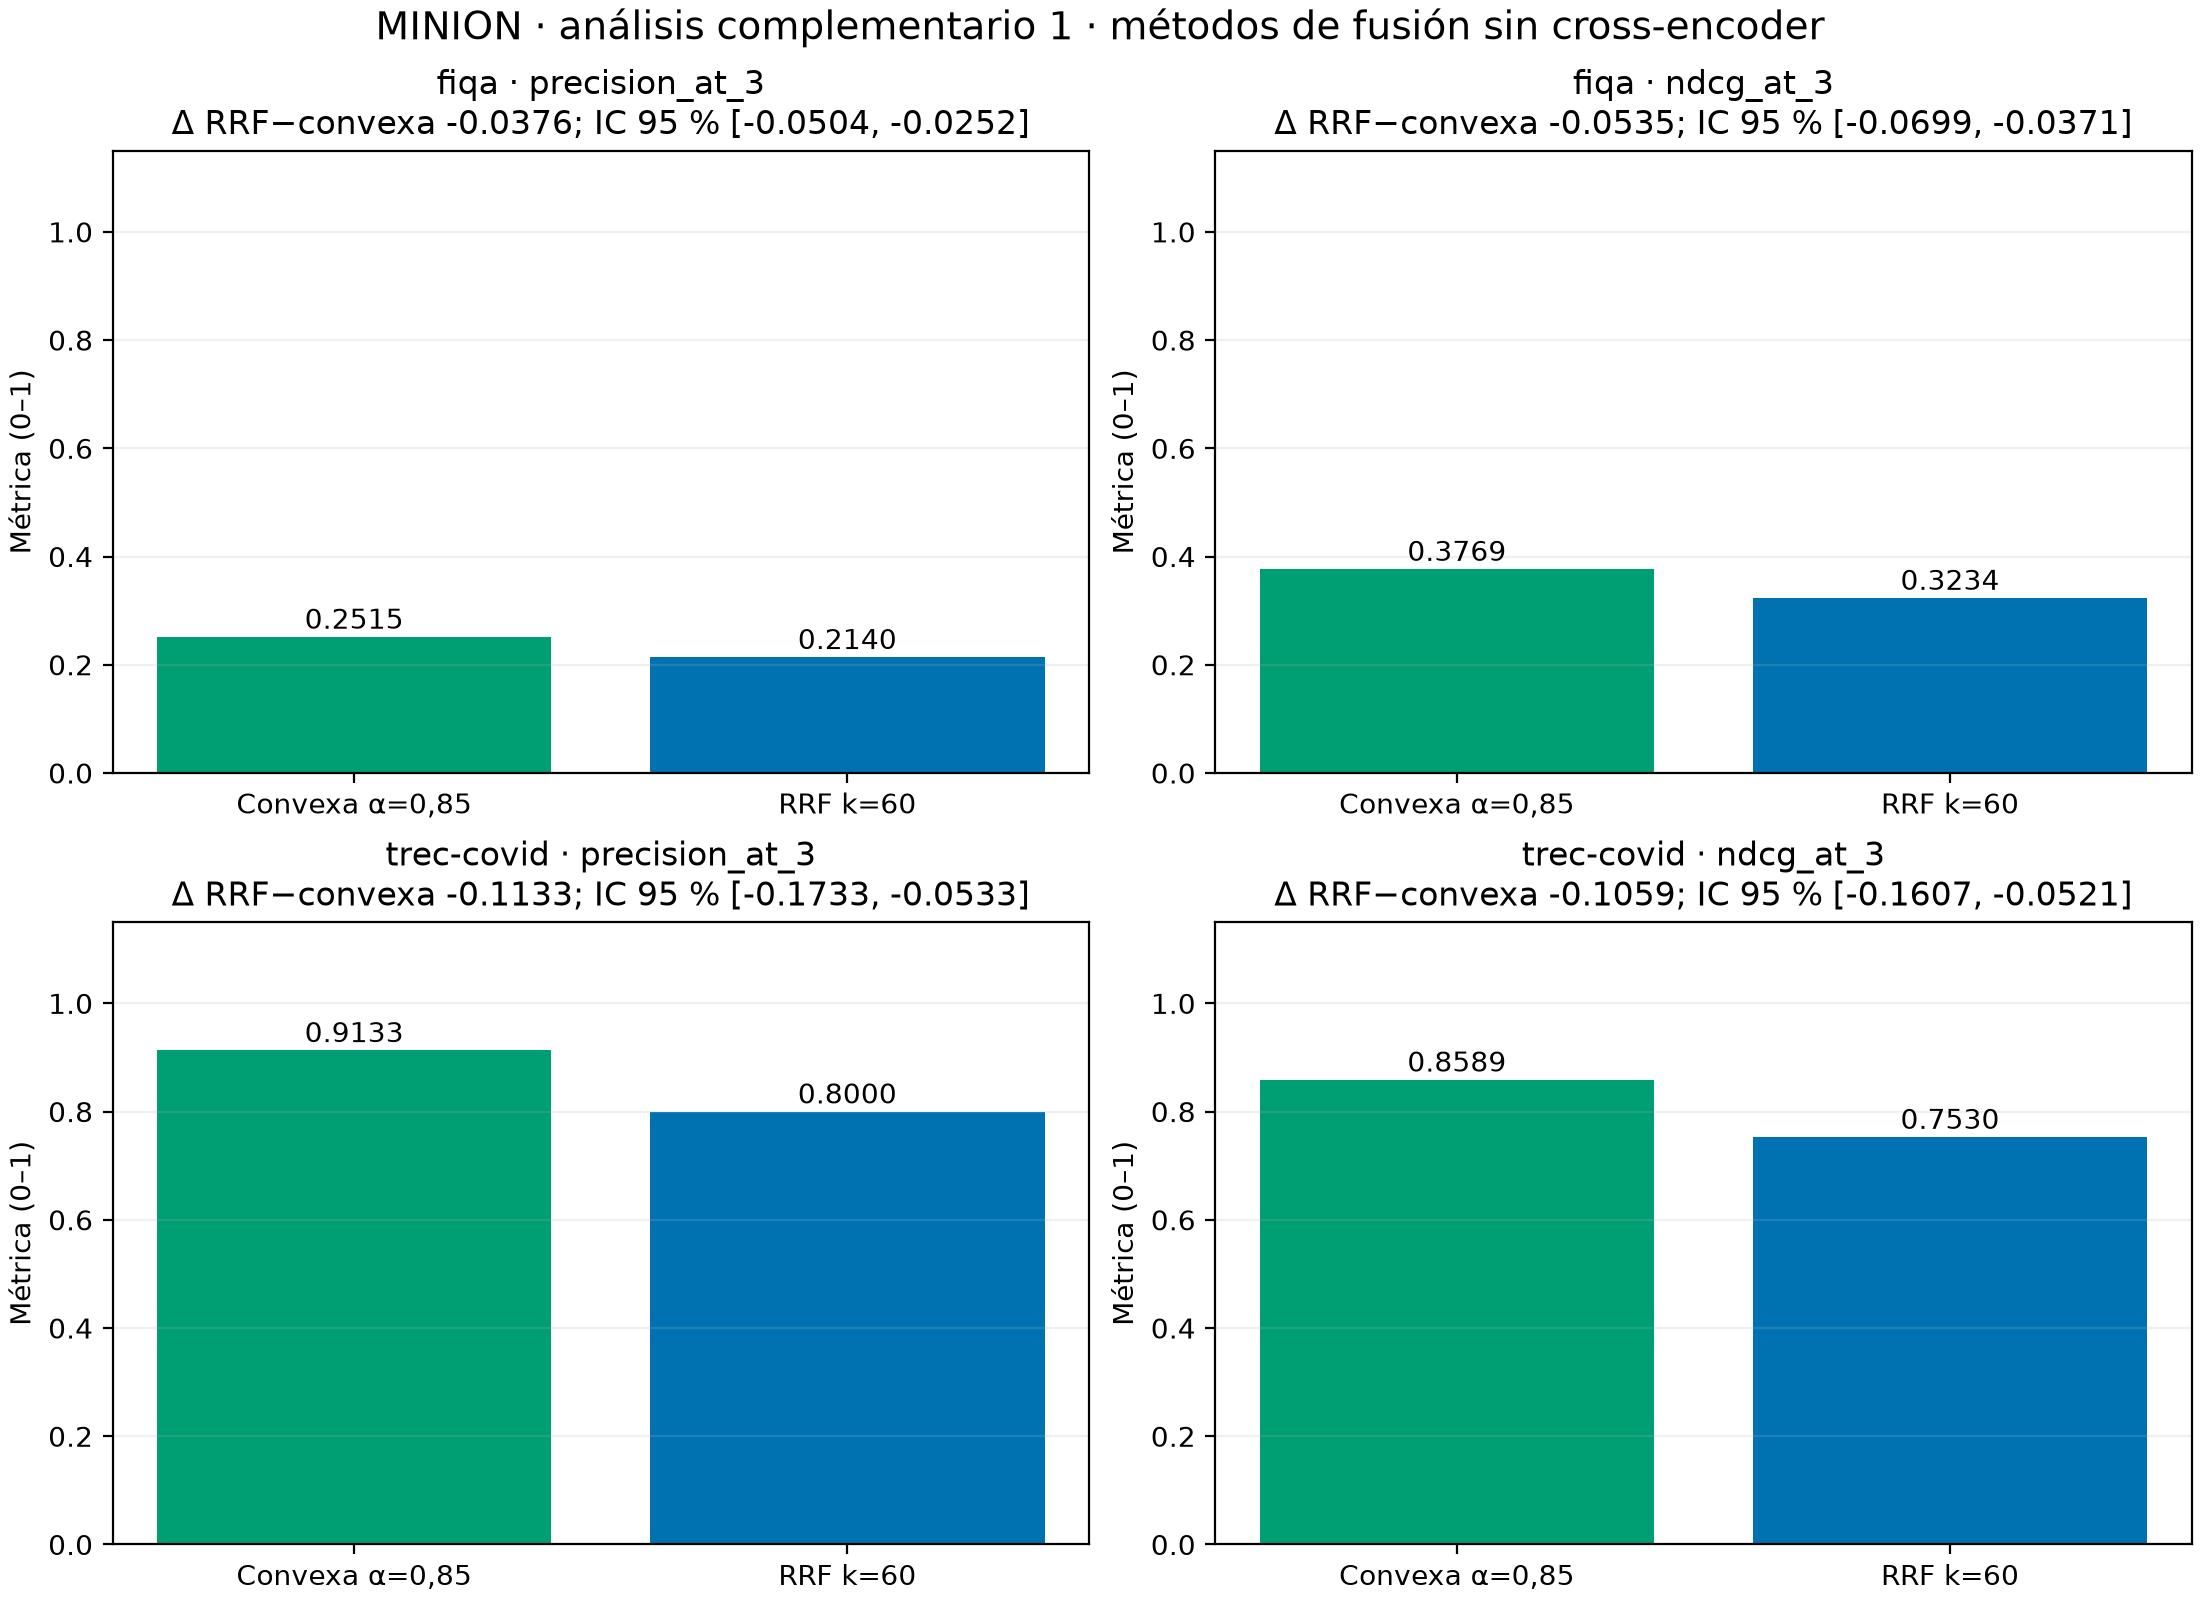 MINION · análisis complementario 1 · métodos de fusión sin cross-encoder
fiqa · precision_at_3
Δ RRF−convexa -0.0376; IC 95 % [-0.0504, -0.0252]
Métrica (0–1)
1.0
0.8
0.6
0.4
0.2
0.0
0.2515
0.2140
Convexa α=0,85
RRF k=60
fiqa · ndcg_at_3
Δ RRF−convexa -0.0535; IC 95 % [-0.0699, -0.0371]
Métrica (0–1)
1.0
0.8
0.6
0.4
0.2
0.0
0.3769
0.3234
Convexa α=0,85
RRF k=60
trec-covid · precision_at_3
Δ RRF−convexa -0.1133; IC 95 % [-0.1733, -0.0533]
Métrica (0–1)
1.0
0.8
0.6
0.4
0.2
0.0
0.9133
0.8000
Convexa α=0,85
RRF k=60
trec-covid · ndcg_at_3
Δ RRF−convexa -0.1059; IC 95 % [-0.1607, -0.0521]
Métrica (0–1)
1.0
0.8
0.6
0.4
0.2
0.0
0.8589
0.7530
Convexa α=0,85
RRF k=60